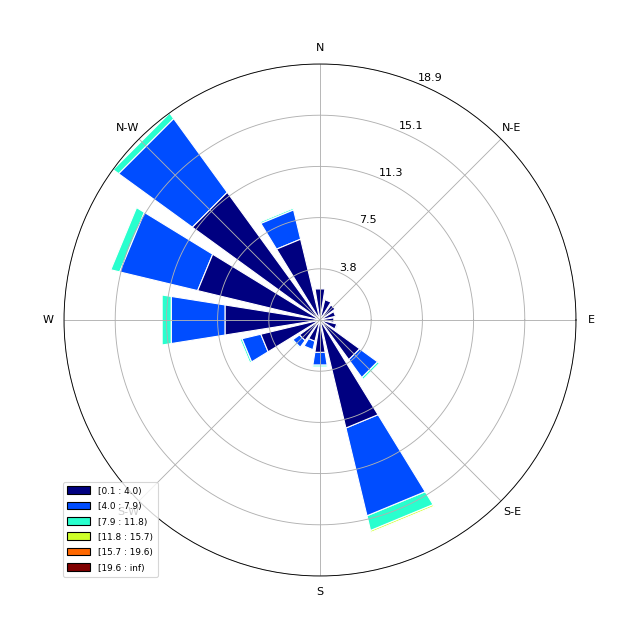 N
18.9
N-W
15.1
N-E
11.3
7.5
3.8
W
E
[0.1 : 4.0)
[4.0 : 7.9)
[7.9 : 11.8)
[11.8 : 15.7)
[15.7 : 19.6)
[19.6 : inf)
S-W
S-E
S